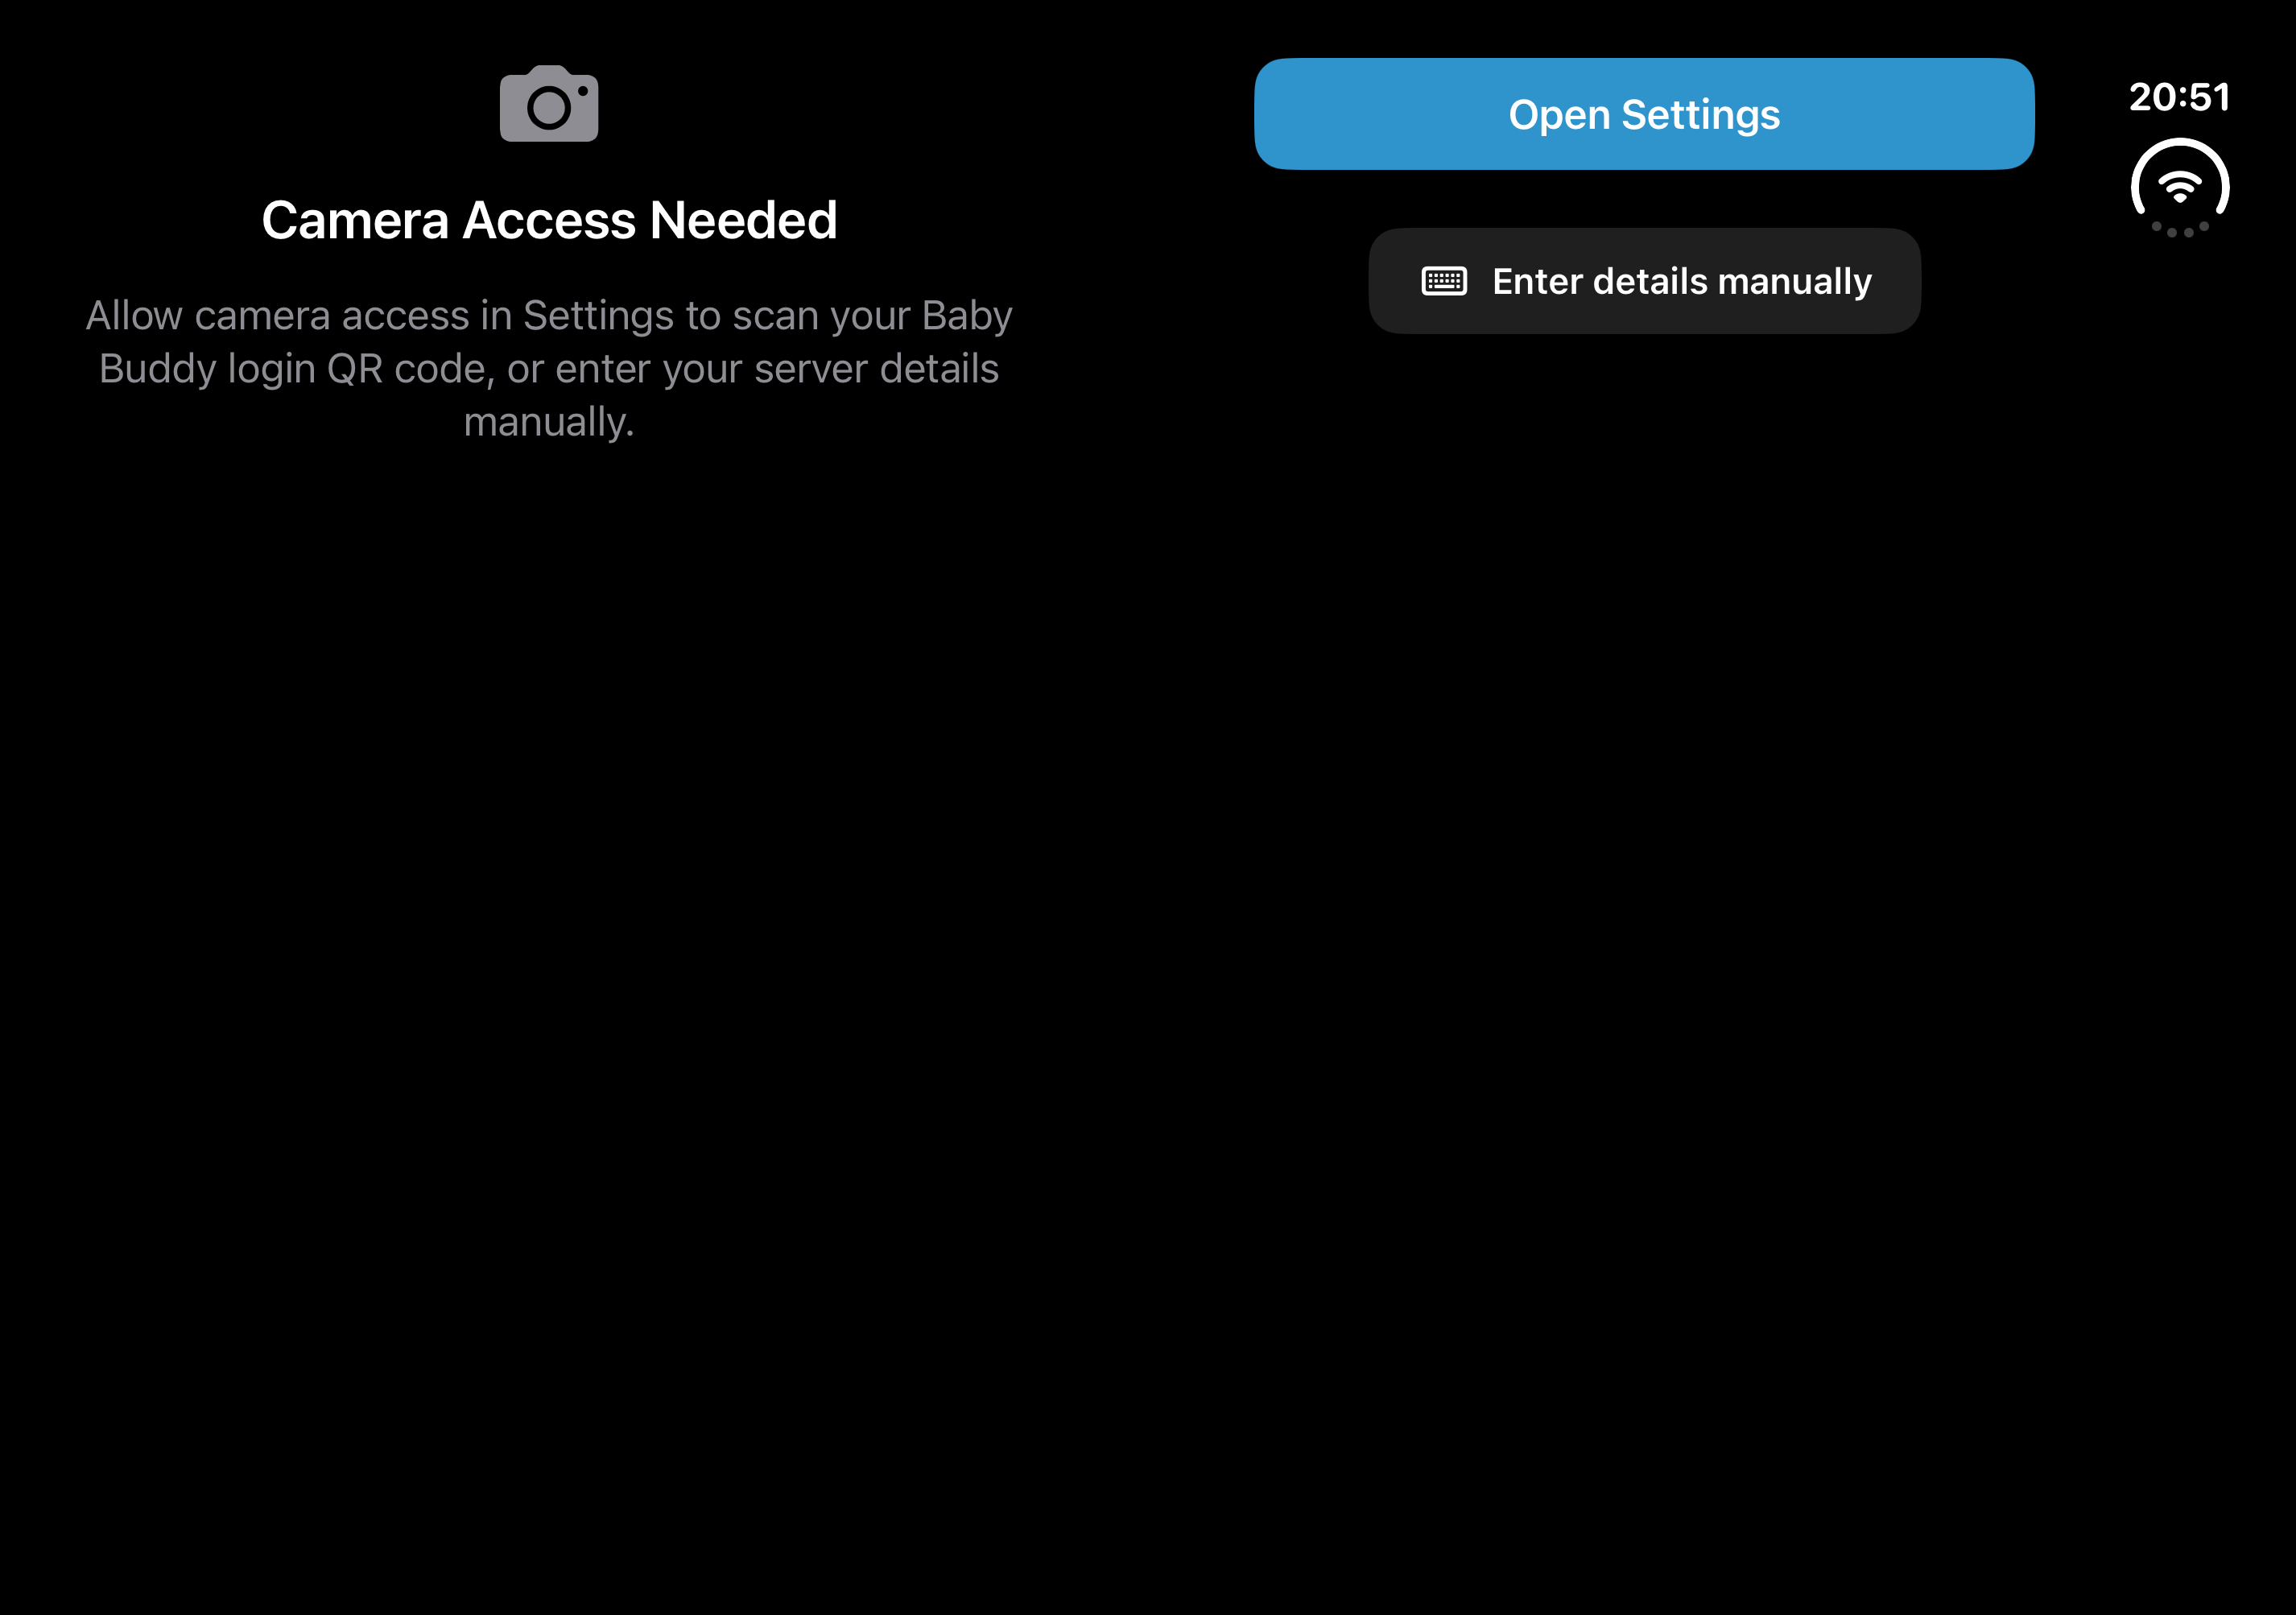 Camera Access Needed
Allow camera access in Settings to scan your Baby
Buddy login QR code, or enter your server details
manually.
Open Settings
Enter details manually
20:51